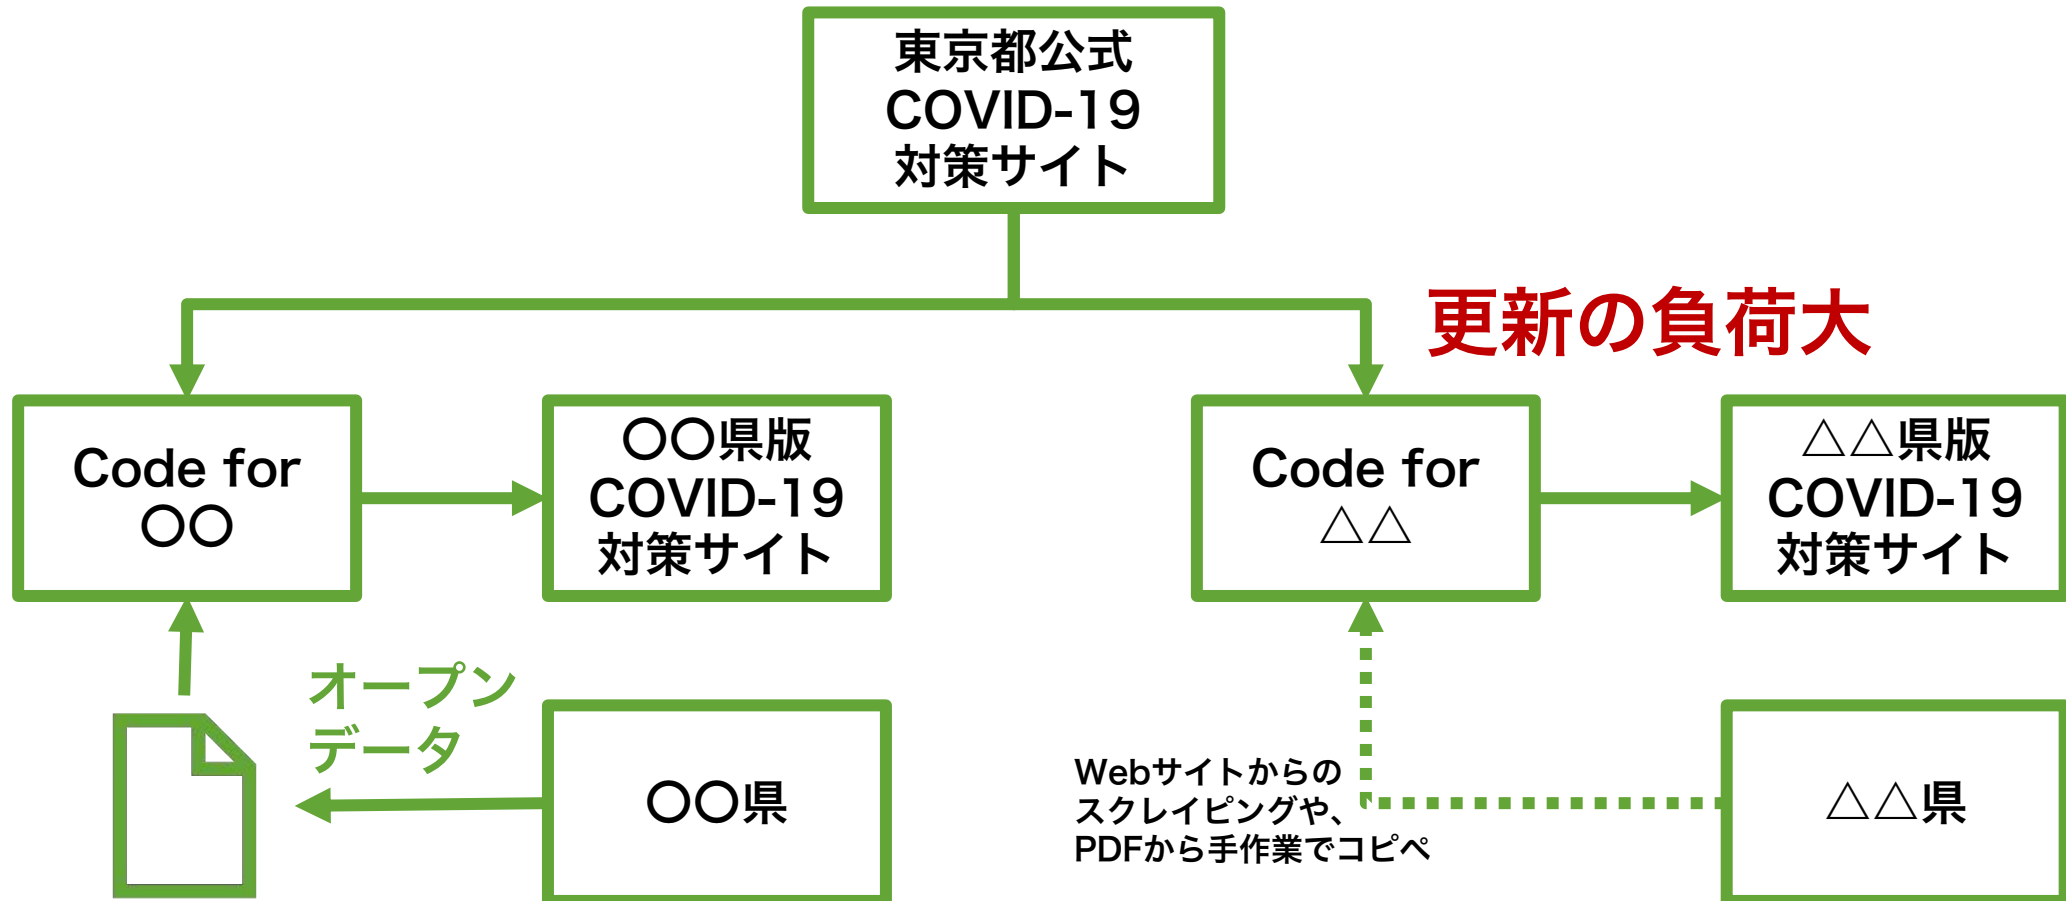 東京都公式
COVID-19
対策サイト
更新の負荷大
Code for
〇〇
〇〇県版
COVID-19
対策サイト
Code for
△△
△△県版
COVID-19
対策サイト
オープン
データ
〇〇県
Webサイトからの
スクレイピングや、
PDFから手作業でコピペ
△△県